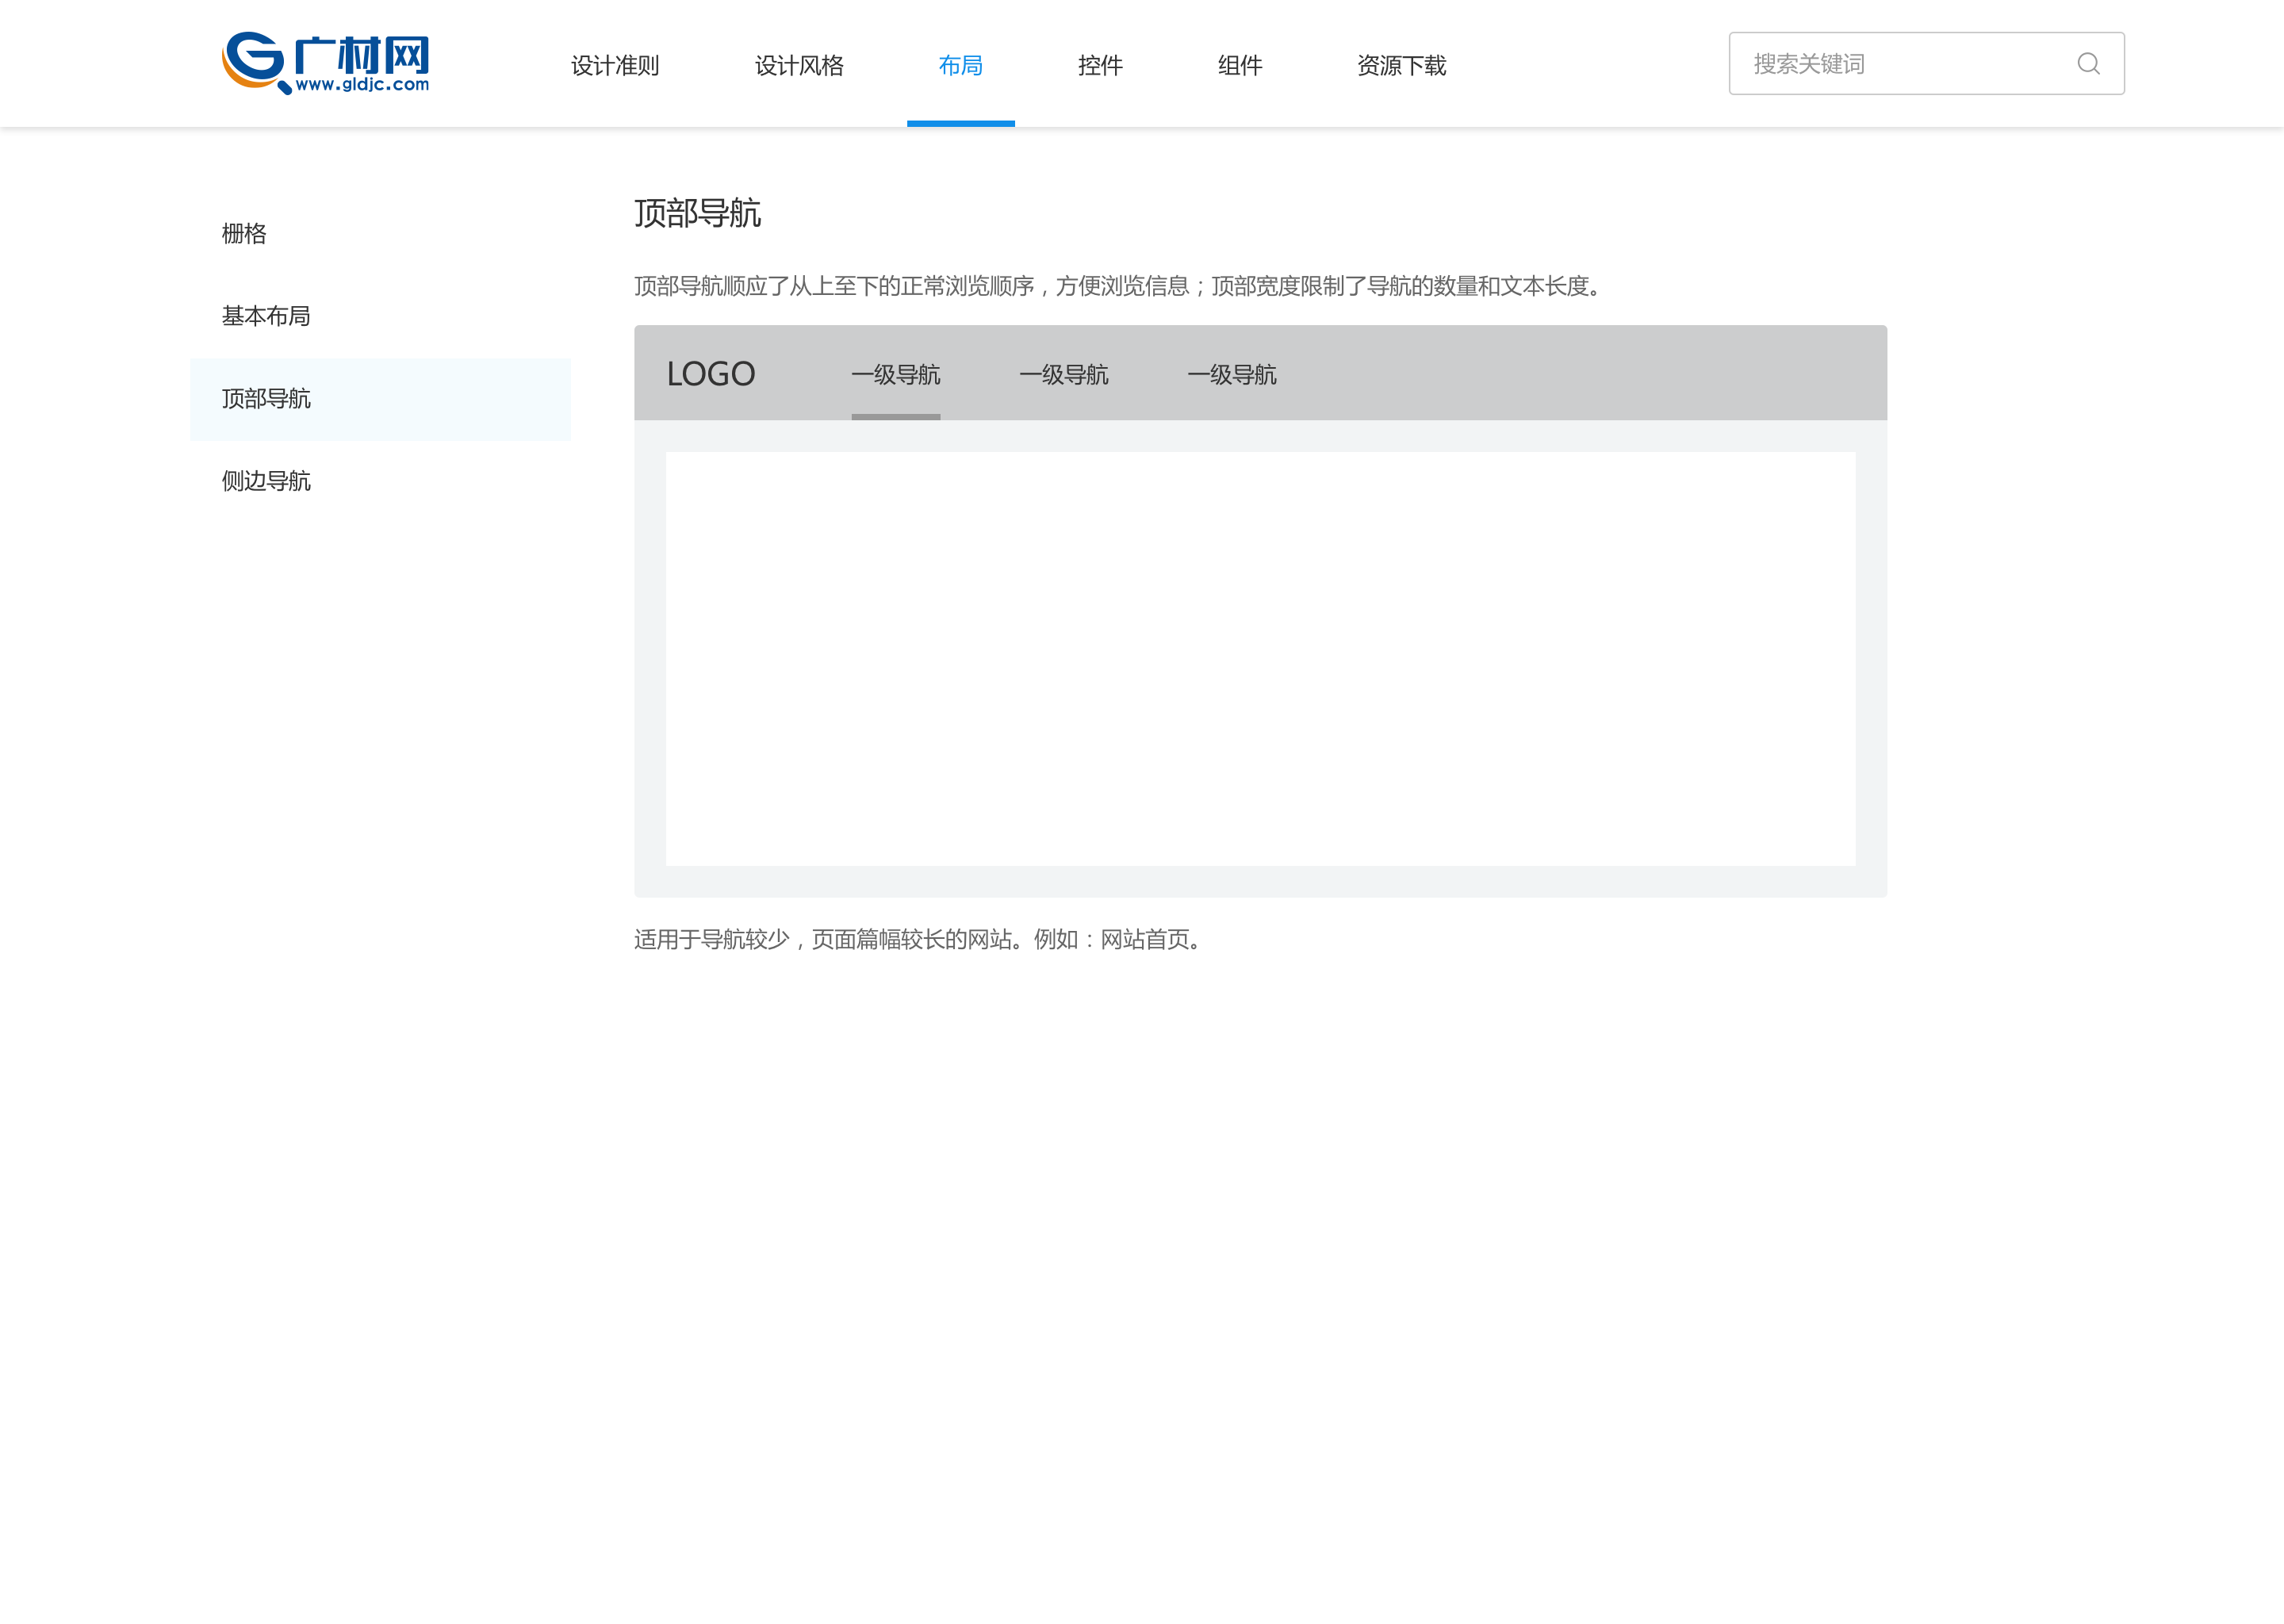 广材网
www.gldjc.com
设计准则 设计风格 布局 控件 组件 资源下载
搜索关键词
栅格
基本布局
顶部导航
侧边导航
顶部导航
顶部导航顺应了从上至下的正常浏览顺序，方便浏览信息；顶部宽度限制了导航的数量和文本长度。
LOGO 一级导航 一级导航 一级导航
适用于导航较少，页面篇幅较长的网站。例如：网站首页。